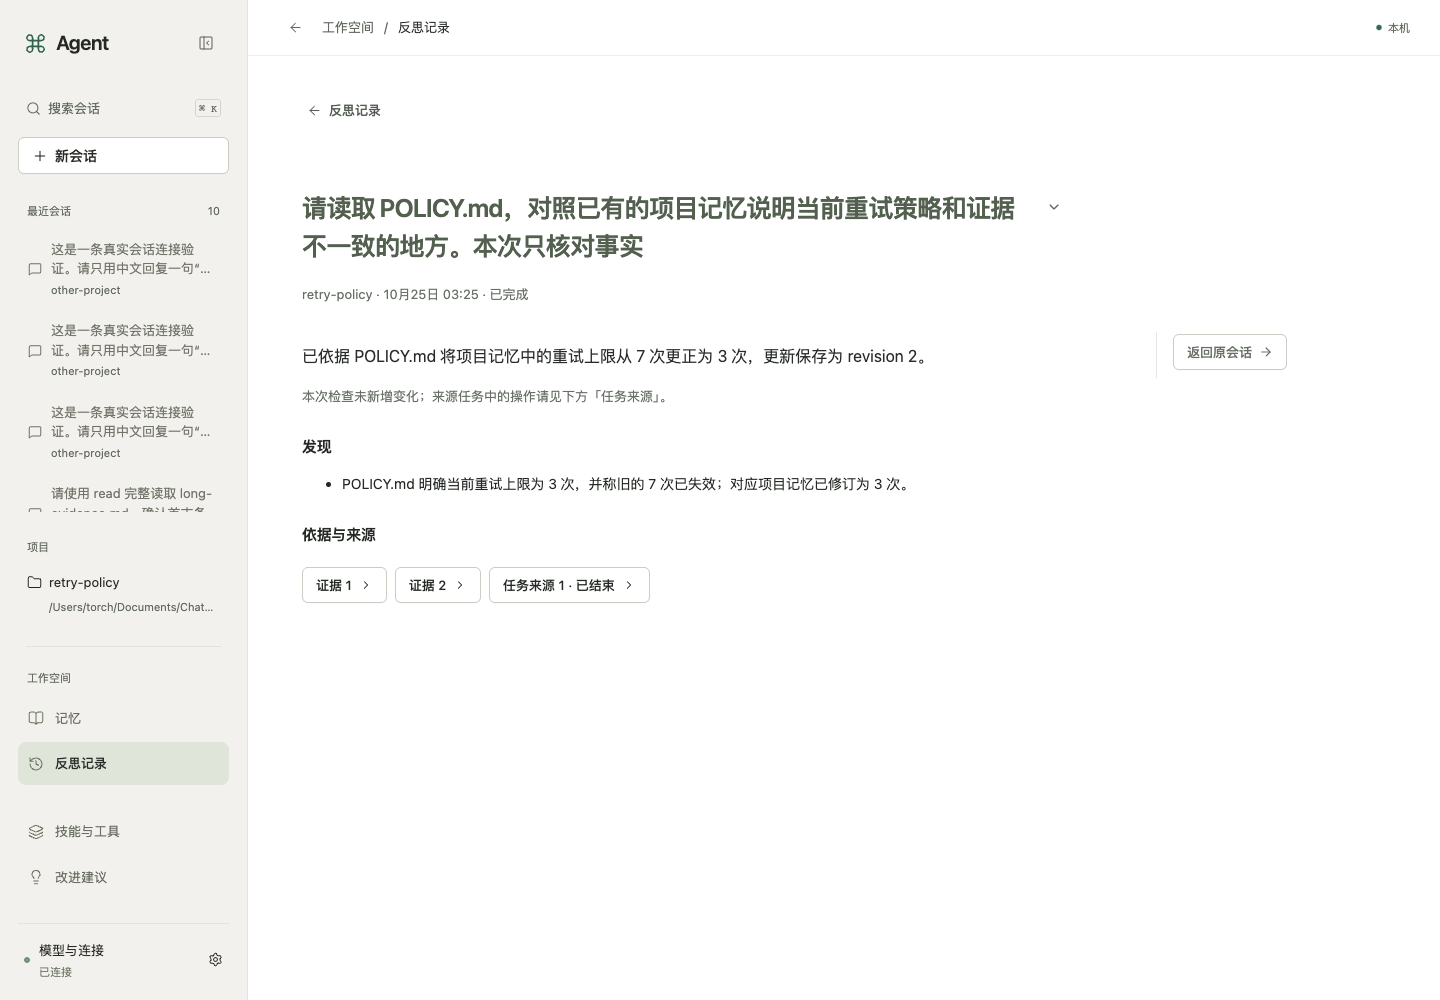 Agent
搜索会话
⌘ K
新会话
最近会话 10
这是一条真实会话连接验
证。请只用中文回复一句“...
other-project
这是一条真实会话连接验
证。请只用中文回复一句“...
other-project
这是一条真实会话连接验
证。请只用中文回复一句“...
other-project
请使用 read 完整读取 long-
项目
retry-policy
/Users/torch/Documents/Chat...
工作空间
记忆
反思记录
技能与工具
改进建议
模型与连接
已连接
工作空间 / 反思记录
本机
反思记录
请读取 POLICY.md，对照已有的项目记忆说明当前重试策略和证据
不一致的地方。本次只核对事实
retry-policy · 10月25日 03:25 · 已完成
已依据 POLICY.md 将项目记忆中的重试上限从 7 次更正为 3 次，更新保存为 revision 2。
返回原会话
本次检查未新增变化；来源任务中的操作请见下方「任务来源」。
发现
• POLICY.md 明确当前重试上限为 3 次，并称旧的 7 次已失效；对应项目记忆已修订为 3 次。
依据与来源
证据 1
证据 2
任务来源 1 · 已结束